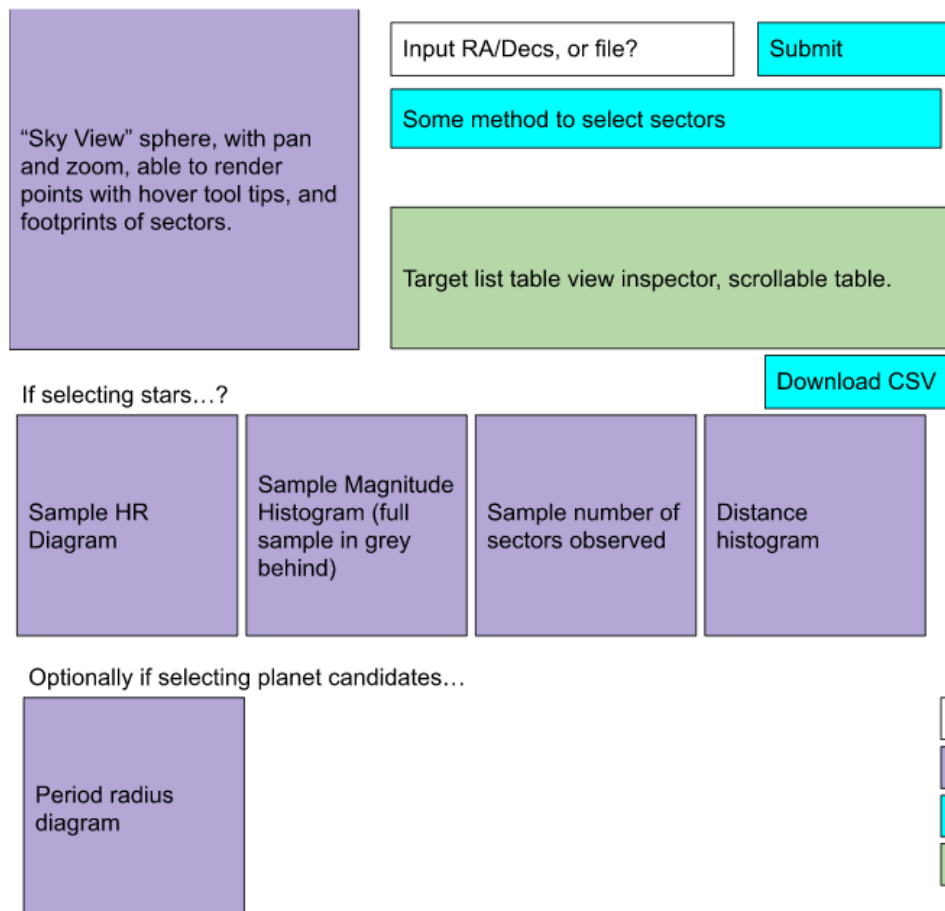 “Sky View” sphere, with pan
and zoom, able to render
points with hover tool tips, and
footprints of sectors.
Input RA/Decs, or file?
Submit
Some method to select sectors
Target list table view inspector, scrollable table.
Download CSV
If selecting stars…?
Sample HR
Diagram
Sample Magnitude
Histogram (full
sample in grey
behind)
Sample number of
sectors observed
Distance
histogram
Optionally if selecting planet candidates…
Period radius
diagram